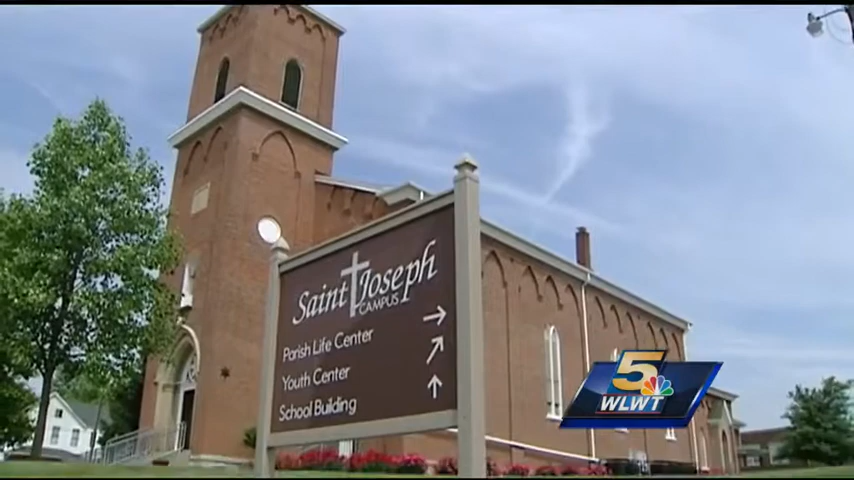 Saint Joseph
CAMPUS
Parish Life Center →
Youth Center ↗
School Building ↑
5
WLWT